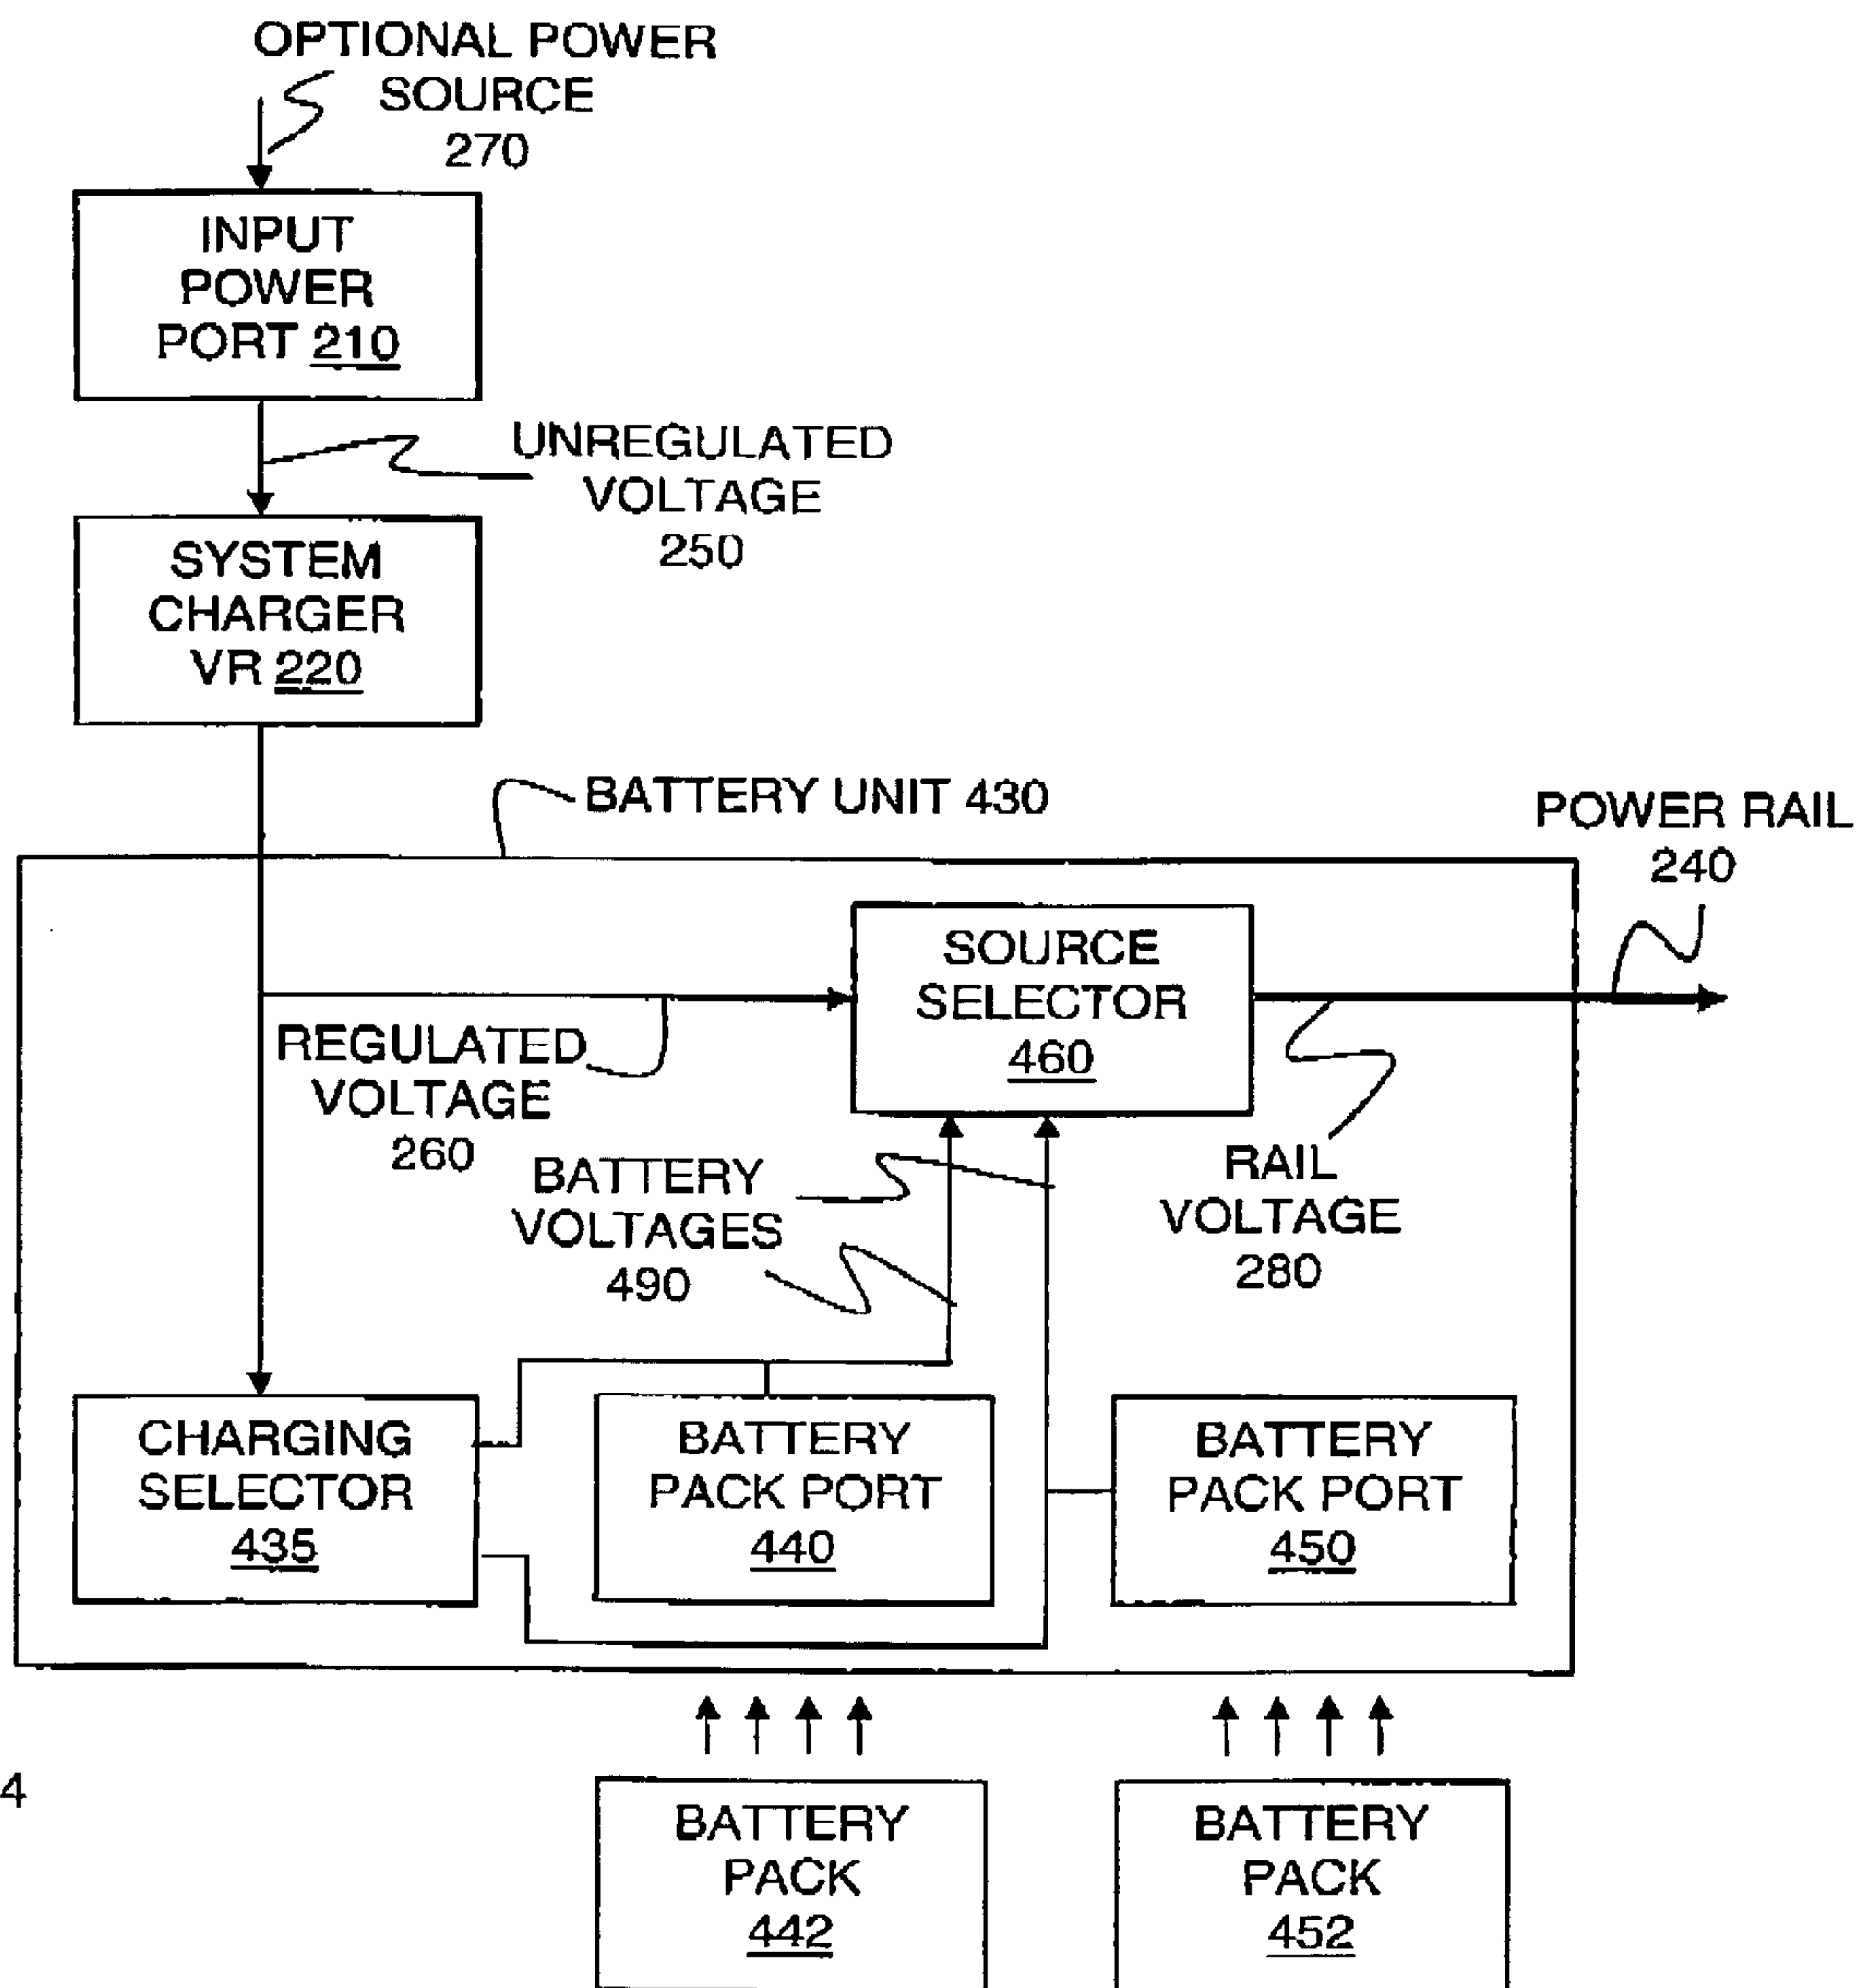 OPTIONAL POWER
SOURCE
270
INPUT
POWER
PORT 210
UNREGULATED
VOLTAGE
250
SYSTEM
CHARGER
VR 220
BATTERY UNIT 430
POWER RAIL
240
SOURCE
SELECTOR
460
REGULATED
VOLTAGE
260
BATTERY
VOLTAGES
490
RAIL
VOLTAGE
280
CHARGING
SELECTOR
435
BATTERY
PACK PORT
440
BATTERY
PACK PORT
450
4
BATTERY
PACK
442
BATTERY
PACK
452